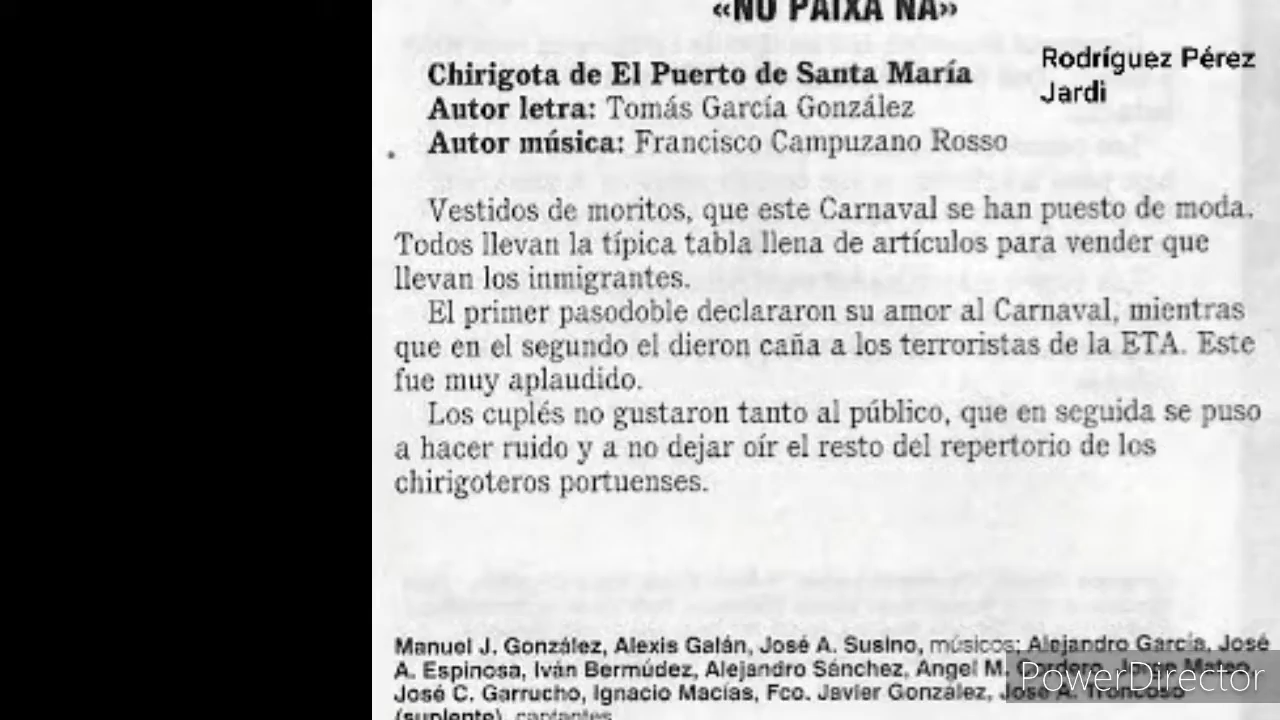 «NO PAIXA NA»
Rodríguez Pérez
Jardi
Chirigota de El Puerto de Santa María
Autor letra: Tomás García González
Autor música: Francisco Campuzano Rosso
Vestidos de moritos, que este Carnaval se han puesto de moda.
Todos llevan la típica tabla llena de artículos para vender que
llevan los inmigrantes.
El primer pasodoble declararon su amor al Carnaval, mientras
que en el segundo el dieron caña a los terroristas de la ETA. Este
fue muy aplaudido.
Los cuplés no gustaron tanto al público, que en seguida se puso
a hacer ruido y a no dejar oír el resto del repertorio de los
chirigoteros portuenses.
Manuel J. González, Alexis Galán, José A. Susino, músicos; Alejandro García, José
A. Espinosa, Iván Bermúdez, Alejandro Sánchez, Angel M. Cordero, Mateo,
José C. Garrucho, Ignacio Macías, Fco. Javier González, José A. Troncoso
(suplente), cantantes
PowerDirector